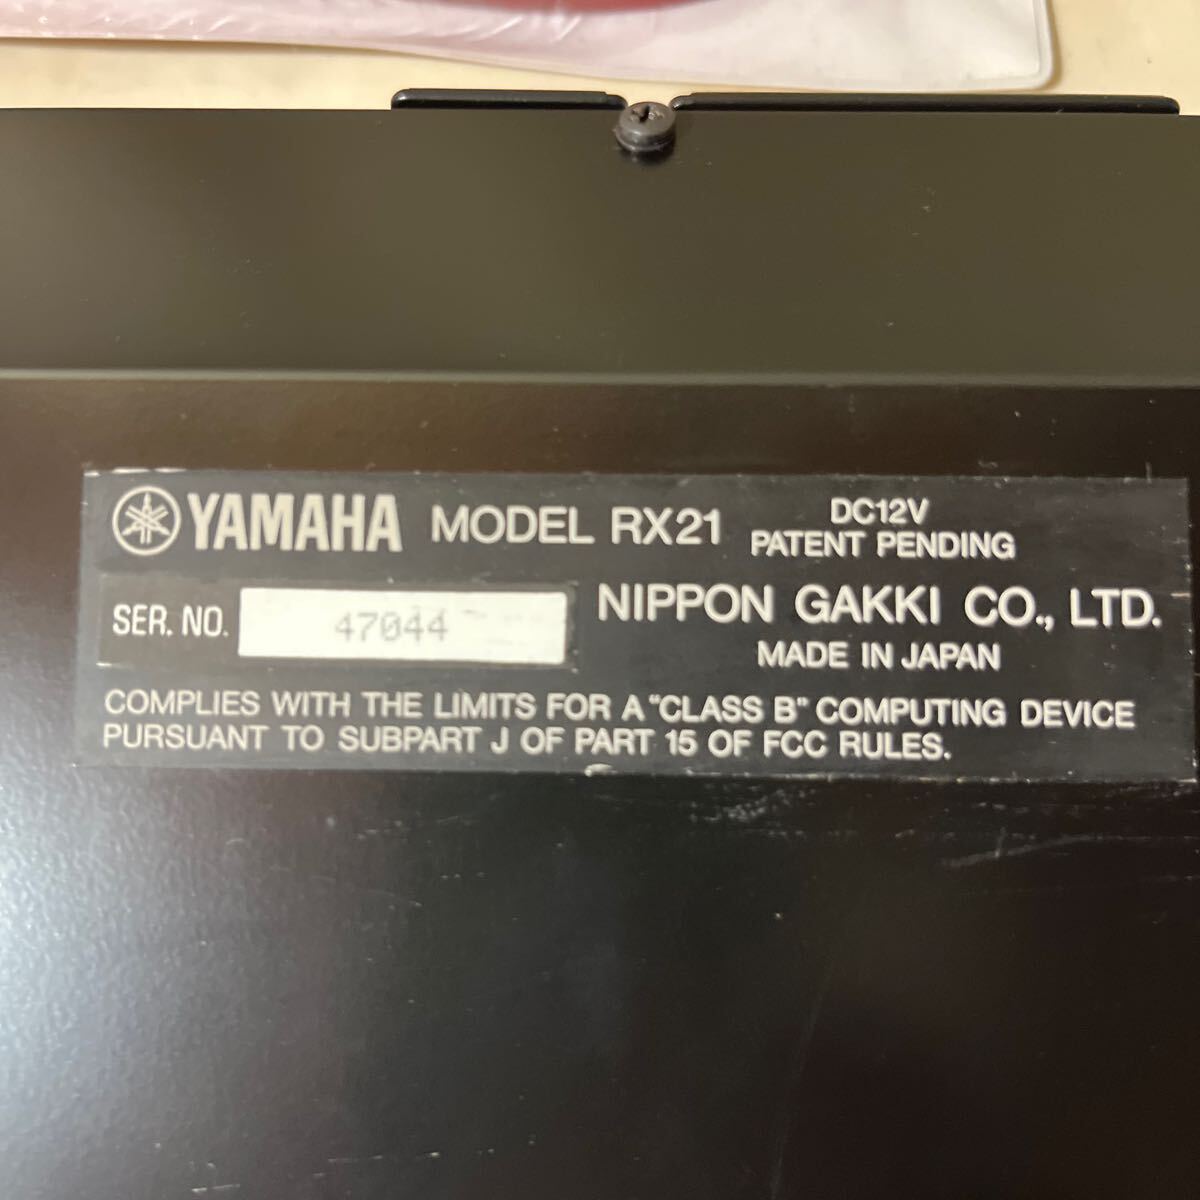 YAMAHA MODEL RX21 DC12V
PATENT PENDING
SER. NO. 47044
NIPPON GAKKI CO., LTD.
MADE IN JAPAN
COMPLIES WITH THE LIMITS FOR A "CLASS B" COMPUTING DEVICE
PURSUANT TO SUBPART J OF PART 15 OF FCC RULES.